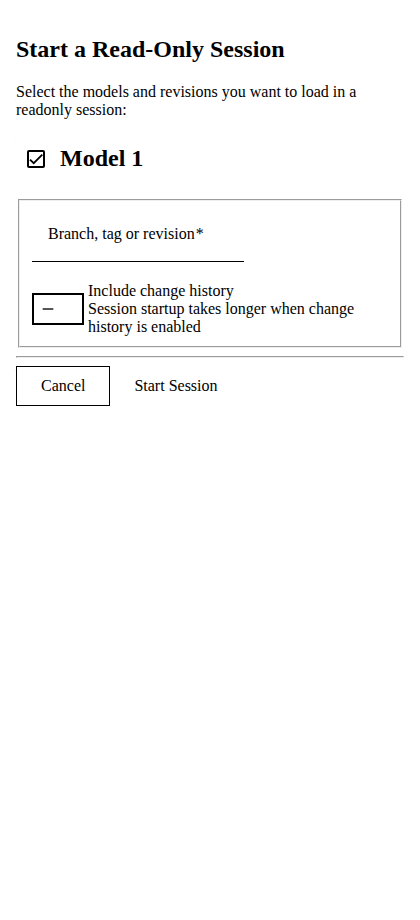 Start a Read-Only Session
Select the models and revisions you want to load in a
readonly session:
Model 1
Branch, tag or revision*
Include change history
Session startup takes longer when change
history is enabled
Cancel
Start Session